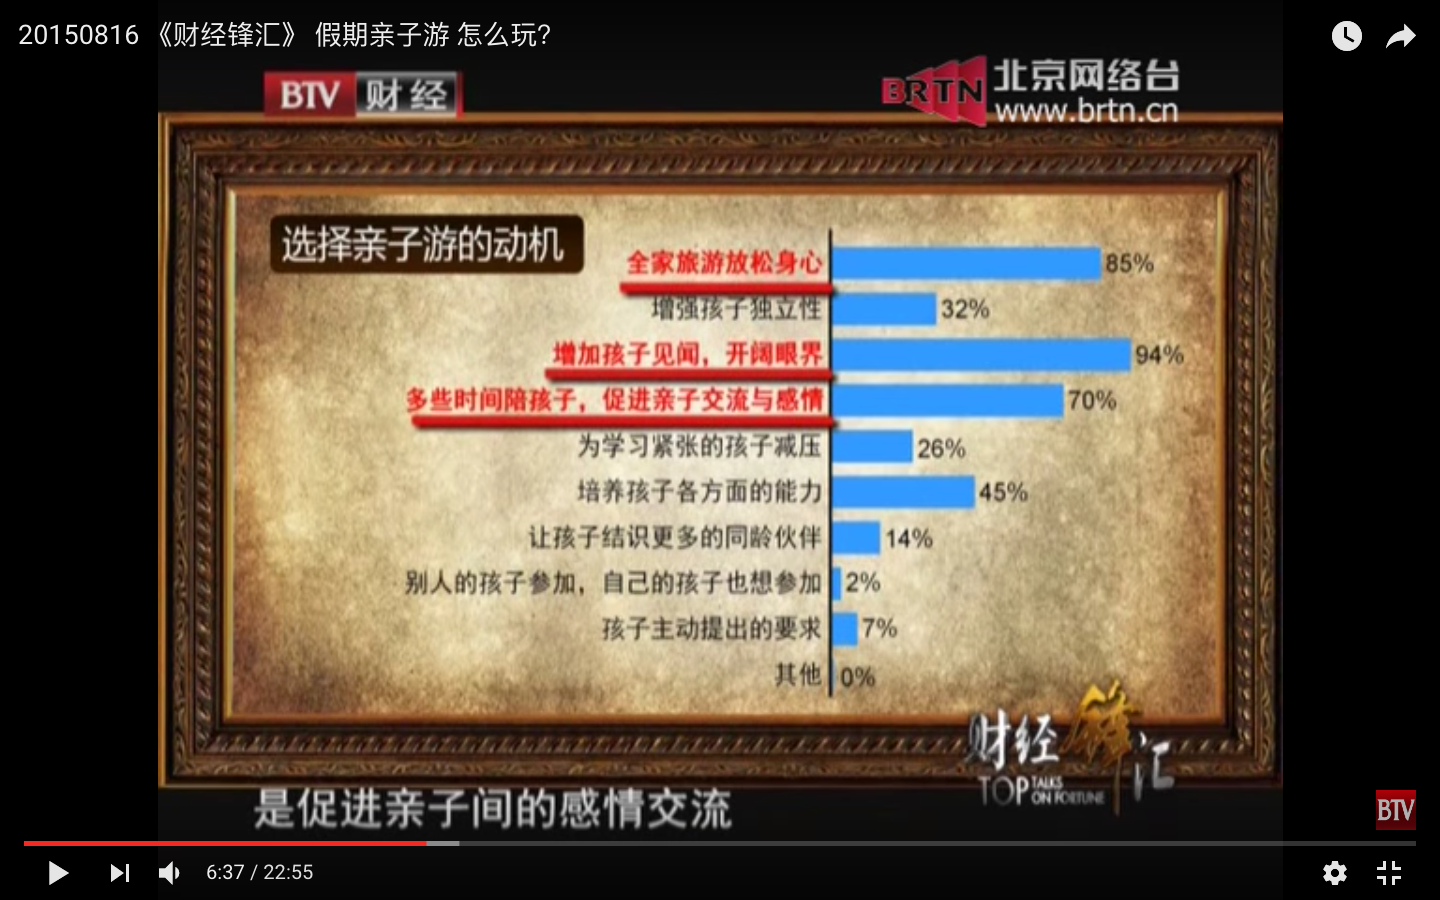 20150816 《财经锋汇》 假期亲子游 怎么玩?
BTV 财经
BRTN 北京网络台
www.brtn.cn
选择亲子游的动机
全家旅游放松身心 85%
增强孩子独立性 32%
增加孩子见闻，开阔眼界 94%
多些时间陪孩子，促进亲子交流与感情 70%
为学习紧张的孩子减压 26%
培养孩子各方面的能力 45%
让孩子结识更多的同龄伙伴 14%
别人的孩子参加，自己的孩子也想参加 2%
孩子主动提出的要求 7%
其他 0%
财经锋汇
TOP TALKS ON FORTUNE
是促进亲子间的感情交流
BTV
6:37 / 22:55